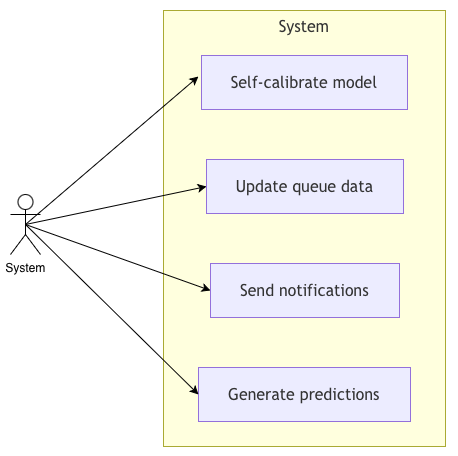 System
Self-calibrate model
Update queue data
System
Send notifications
Generate predictions